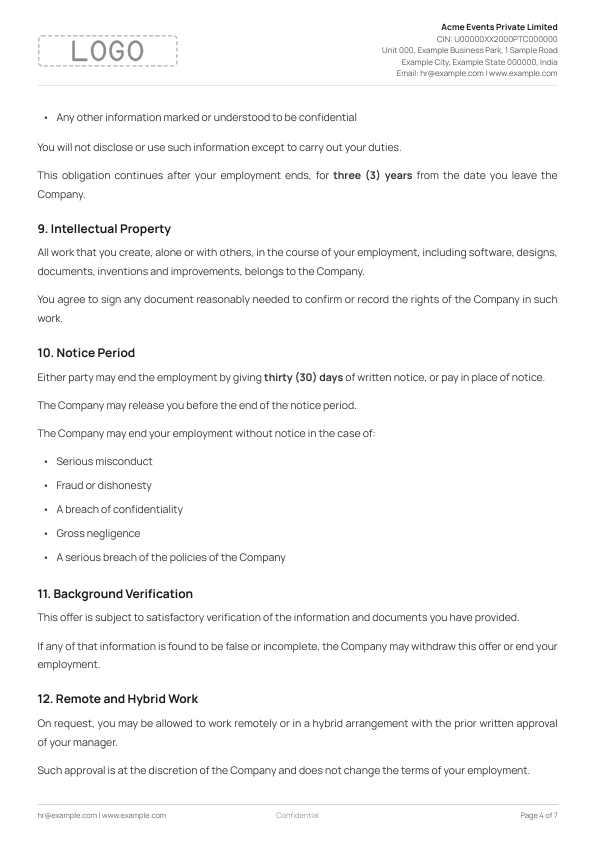 LOGO
Acme Events Private Limited
CIN: U00000XX2000PTC000000
Unit 000, Example Business Park, 1 Sample Road
Example City, Example State 000000, India
Email: hr@example.com | www.example.com
• Any other information marked or understood to be confidential
You will not disclose or use such information except to carry out your duties.
This obligation continues after your employment ends, for three (3) years from the date you leave the
Company.
9. Intellectual Property
All work that you create, alone or with others, in the course of your employment, including software, designs,
documents, inventions and improvements, belongs to the Company.
You agree to sign any document reasonably needed to confirm or record the rights of the Company in such
work.
10. Notice Period
Either party may end the employment by giving thirty (30) days of written notice, or pay in place of notice.
The Company may release you before the end of the notice period.
The Company may end your employment without notice in the case of:
• Serious misconduct
• Fraud or dishonesty
• A breach of confidentiality
• Gross negligence
• A serious breach of the policies of the Company
11. Background Verification
This offer is subject to satisfactory verification of the information and documents you have provided.
If any of that information is found to be false or incomplete, the Company may withdraw this offer or end your
employment.
12. Remote and Hybrid Work
On request, you may be allowed to work remotely or in a hybrid arrangement with the prior written approval
of your manager.
Such approval is at the discretion of the Company and does not change the terms of your employment.
hr@example.com | www.example.com
Confidential
Page 4 of 7